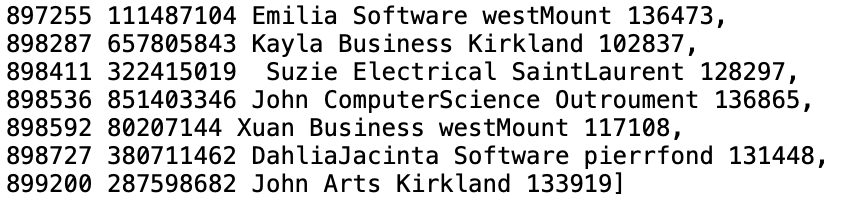 897255 111487104 Emilia Software westMount 136473,
898287 657805843 Kayla Business Kirkland 102837,
898411 322415019  Suzie Electrical SaintLaurent 128297,
898536 851403346 John ComputerScience Outroument 136865,
898592 80207144 Xuan Business westMount 117108,
898727 380711462 DahliaJacinta Software pierrfond 131448,
899200 287598682 John Arts Kirkland 133919]